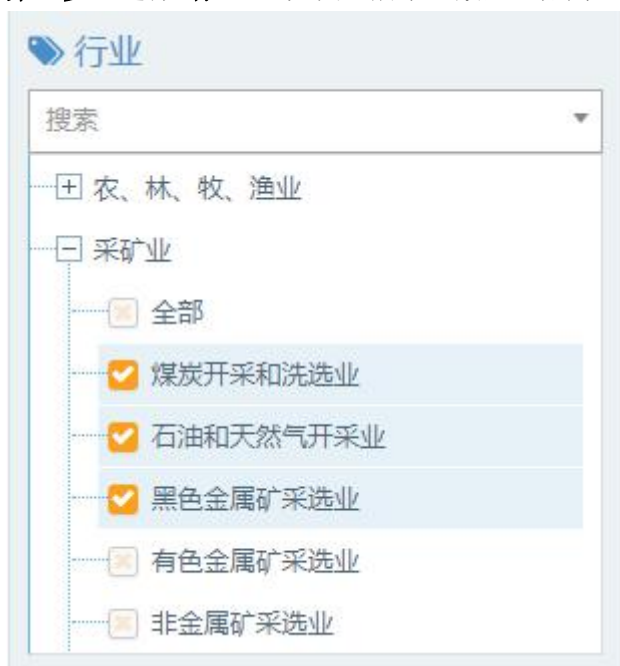 行业
搜索
农、林、牧、渔业
采矿业
全部
煤炭开采和洗选业
石油和天然气开采业
黑色金属矿采选业
有色金属矿采选业
非金属矿采选业